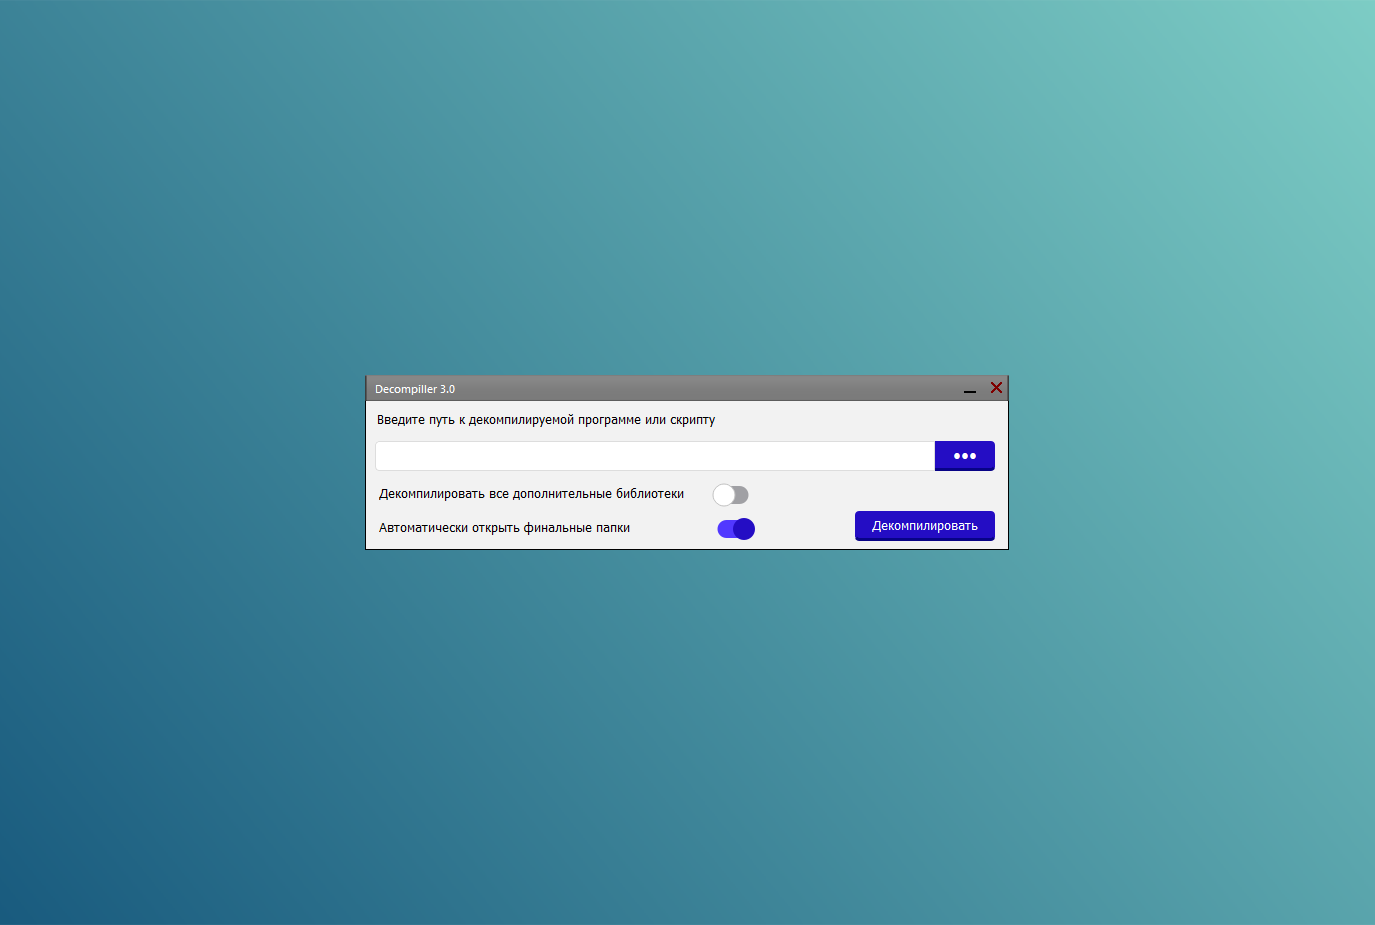 Decompiller 3.0
Введите путь к декомпилируемой программе или скрипту
Декомпилировать все дополнительные библиотеки
Автоматически открыть финальные папки
Декомпилировать